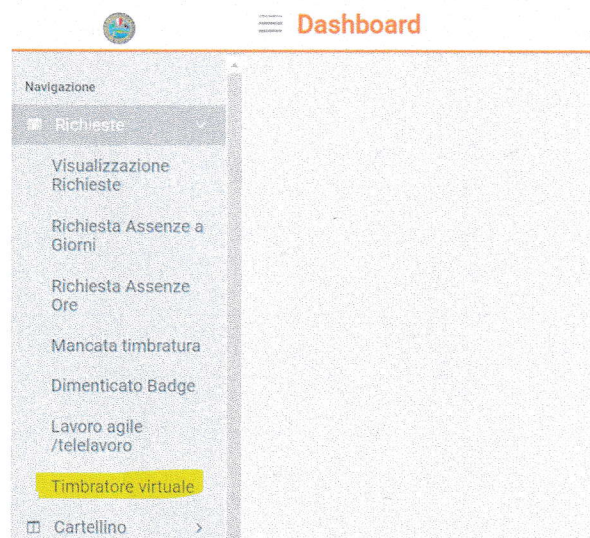 Dashboard
Navigazione
Richieste
Visualizzazione
Richieste
Richiesta Assenze a
Giorni
Richiesta Assenze
Ore
Mancata timbratura
Dimenticato Badge
Lavoro agile
/telelavoro
Timbratore virtuale
Cartellino